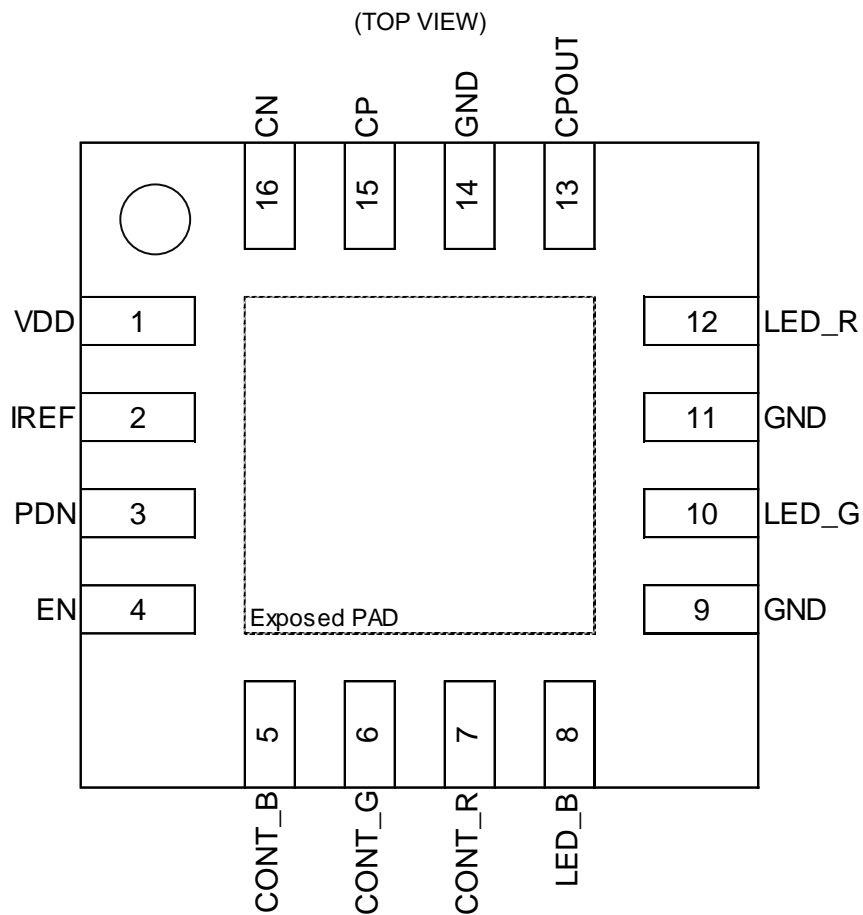 (TOP VIEW)
CN
CP
GND
CPOUT
16
15
14
13
VDD
1
12
LED_R
IREF
2
11
GND
PDN
3
10
LED_G
EN
4
9
GND
Exposed PAD
5
6
7
8
CONT_B
CONT_G
CONT_R
LED_B